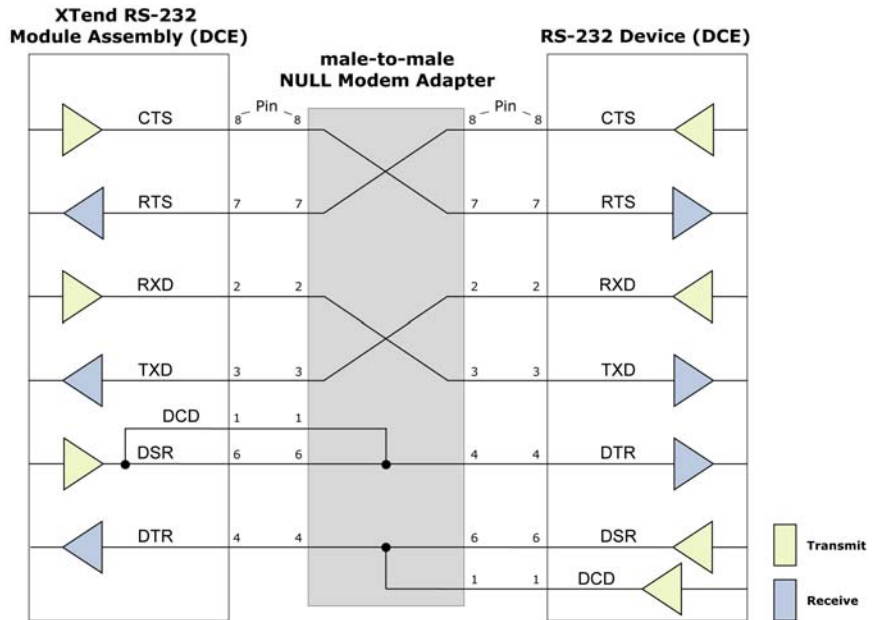 XTend RS-232
Module Assembly (DCE)
male-to-male
NULL Modem Adapter
RS-232 Device (DCE)
CTS 8 Pin 8 8 Pin 8 CTS
RTS 7 7 7 7 RTS
RXD 2 2 2 2 RXD
TXD 3 3 3 3 TXD
DCD 1 1
DSR 6 6 4 4 DTR
DTR 4 4 6 6 DSR
1 1 DCD
Transmit
Receive